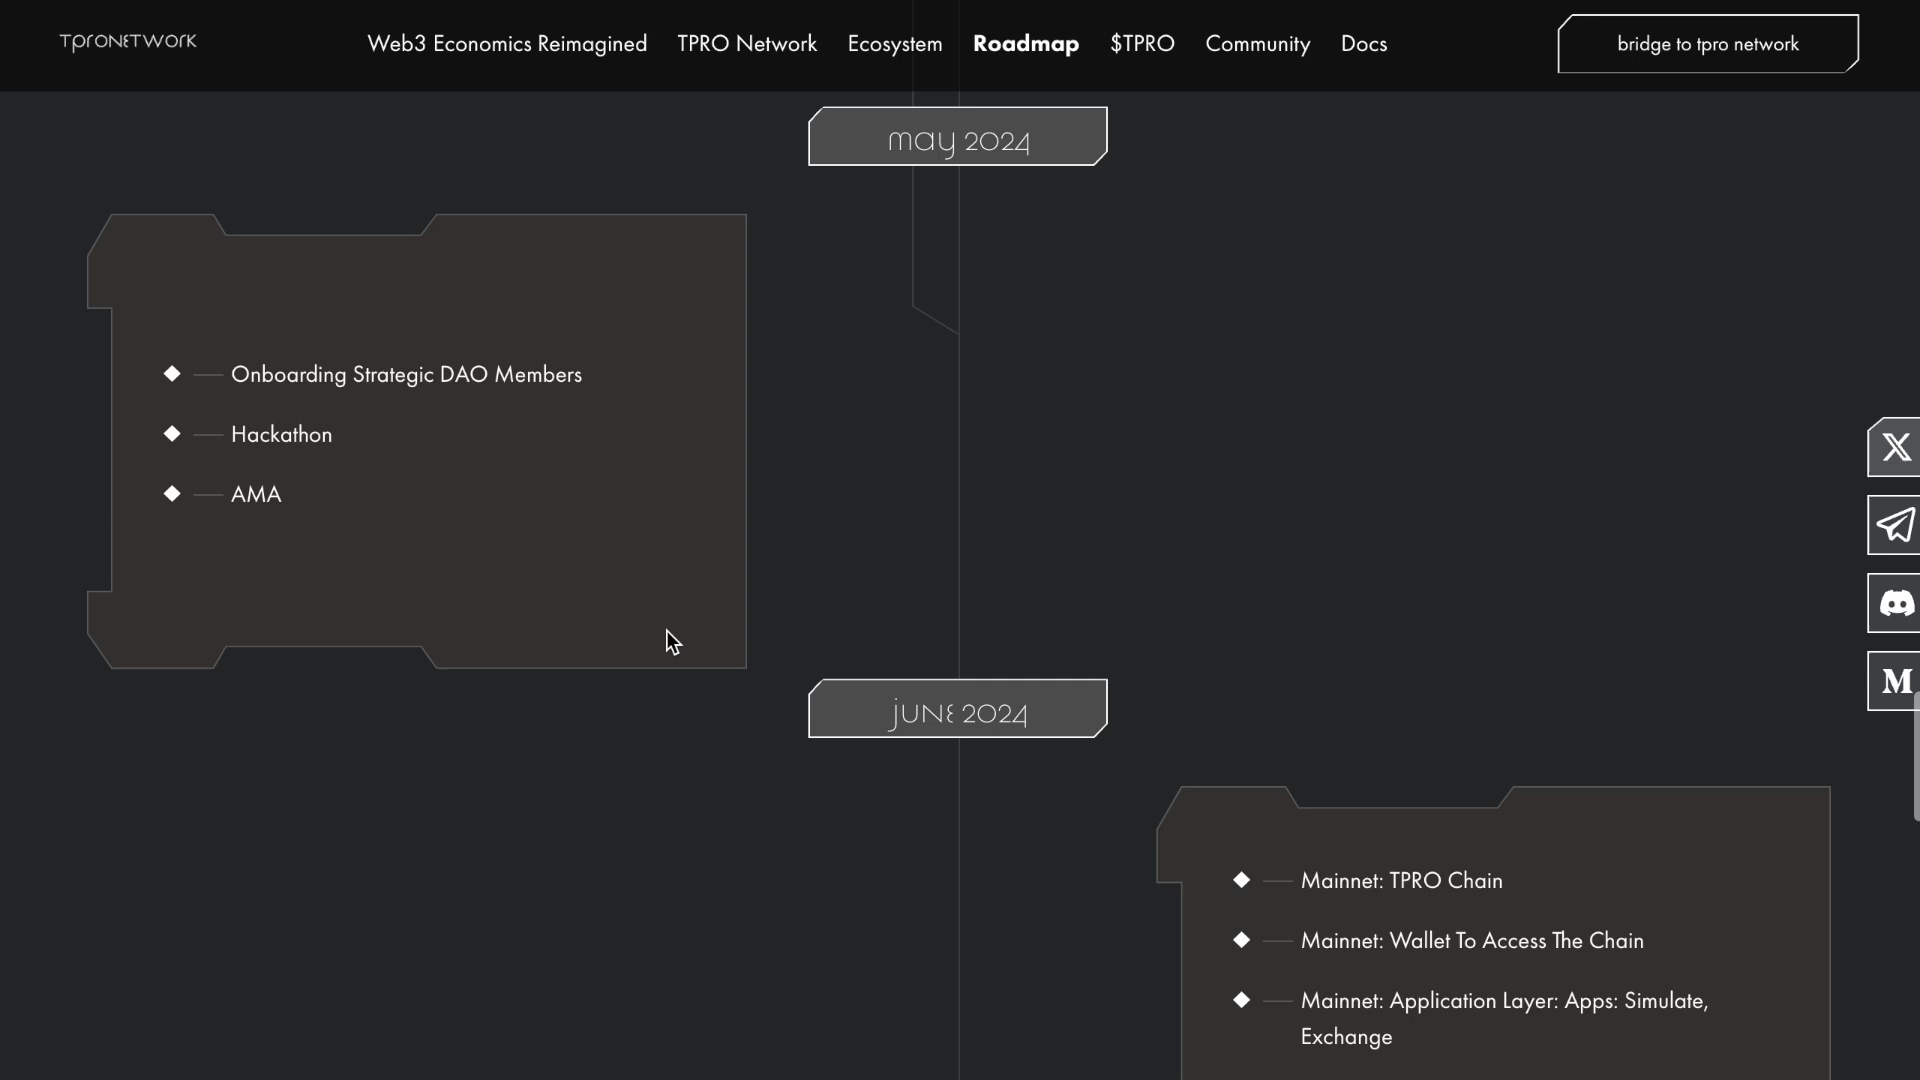 TPRONETWORK
Web3 Economics Reimagined
TPRO Network
Ecosystem
Roadmap
$TPRO
Community
Docs
bridge to tpro network
may 2024
Onboarding Strategic DAO Members
Hackathon
AMA
june 2024
Mainnet: TPRO Chain
Mainnet: Wallet To Access The Chain
Mainnet: Application Layer: Apps: Simulate,
Exchange